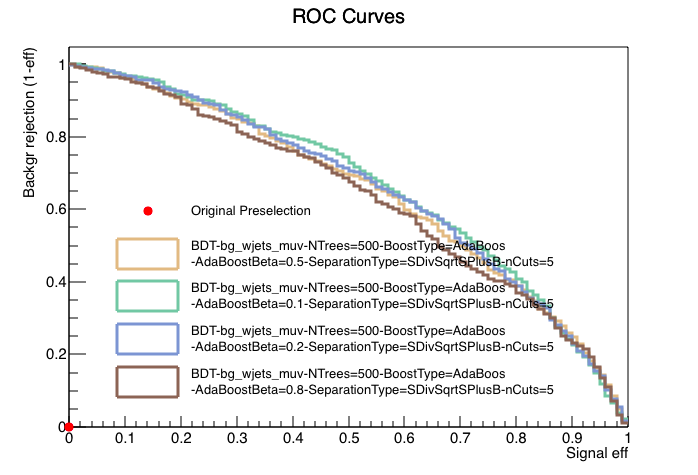 ROC Curves
Backgr rejection (1-eff)
1
0.8
0.6
0.4
0.2
0
Original Preselection
BDT-bg_wjets_muv-NTrees=500-BoostType=AdaBoos
-AdaBoostBeta=0.5-SeparationType=SDivSqrtSPlusB-nCuts=5
BDT-bg_wjets_muv-NTrees=500-BoostType=AdaBoos
-AdaBoostBeta=0.1-SeparationType=SDivSqrtSPlusB-nCuts=5
BDT-bg_wjets_muv-NTrees=500-BoostType=AdaBoos
-AdaBoostBeta=0.2-SeparationType=SDivSqrtSPlusB-nCuts=5
BDT-bg_wjets_muv-NTrees=500-BoostType=AdaBoos
-AdaBoostBeta=0.8-SeparationType=SDivSqrtSPlusB-nCuts=5
0 0.1 0.2 0.3 0.4 0.5 0.6 0.7 0.8 0.9 1
Signal eff